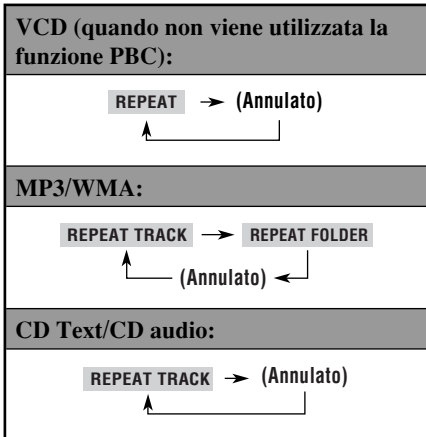 VCD (quando non viene utilizzata la
funzione PBC):
REPEAT (Annulato)
MP3/WMA:
REPEAT TRACK REPEAT FOLDER
(Annulato)
CD Text/CD audio:
REPEAT TRACK (Annulato)